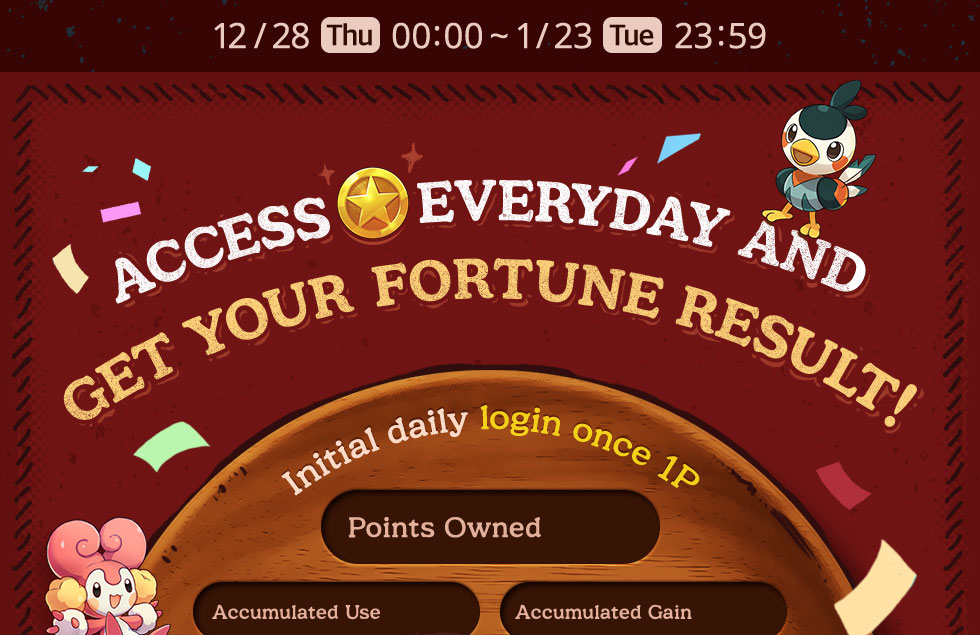 12/28 Thu 00:00 ~ 1/23 Tue 23:59
ACCESS EVERYDAY AND
GET YOUR FORTUNE RESULT!
Initial daily login once 1P
Points Owned
Accumulated Use
Accumulated Gain